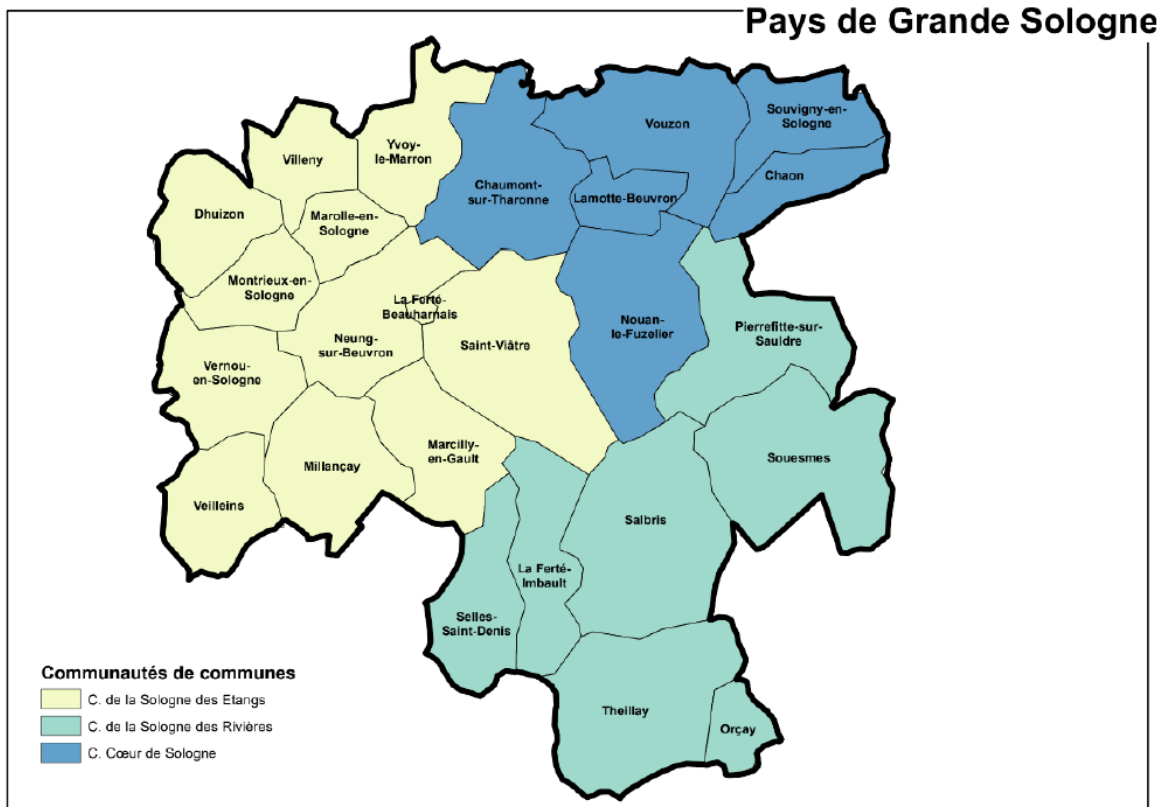 Pays de Grande Sologne
Souvigny-en-
Sologne
Vouzon
Yvoy-
le-Marron
Villeny
Chaon
Chaumont-
sur-Tharonne
Lamotte-Beuvron
Dhuizon
Marolle-en-
Sologne
Montrieux-en-
Sologne
La Ferté-
Beauharnais
Nouan-
le-Fuzelier
Pierrefitte-sur-
Sauldre
Neung-
sur-Beuvron
Saint-Viâtre
Vernou-
en-Sologne
Marcilly-
en-Gault
Souesmes
Millançay
Veilleins
Salbris
La Ferté-
Imbault
Selles-
Saint-Denis
Theillay
Orçay
Communautés de communes
C. de la Sologne des Etangs
C. de la Sologne des Rivières
C. Cœur de Sologne